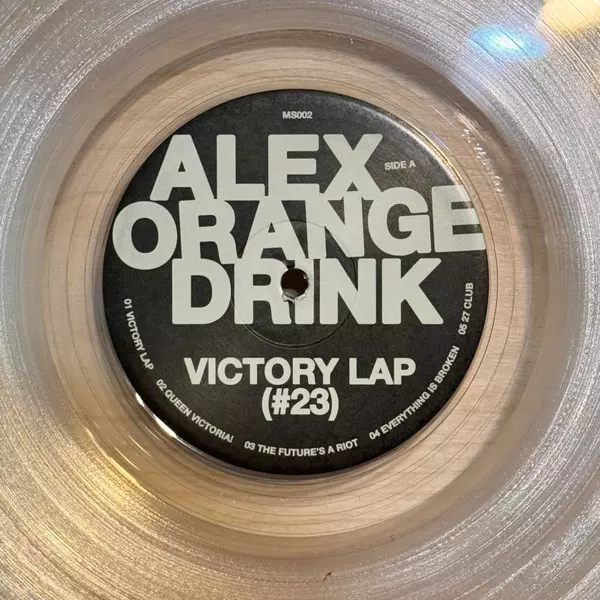 MS002
ALEX
SIDE A
ORANGE
DRINK
VICTORY LAP
(#23)
01 VICTORY LAP
02 QUEEN VICTORIA!
03 THE FUTURE'S A RIOT
04 EVERYTHING IS BROKEN
05 27 CLUB